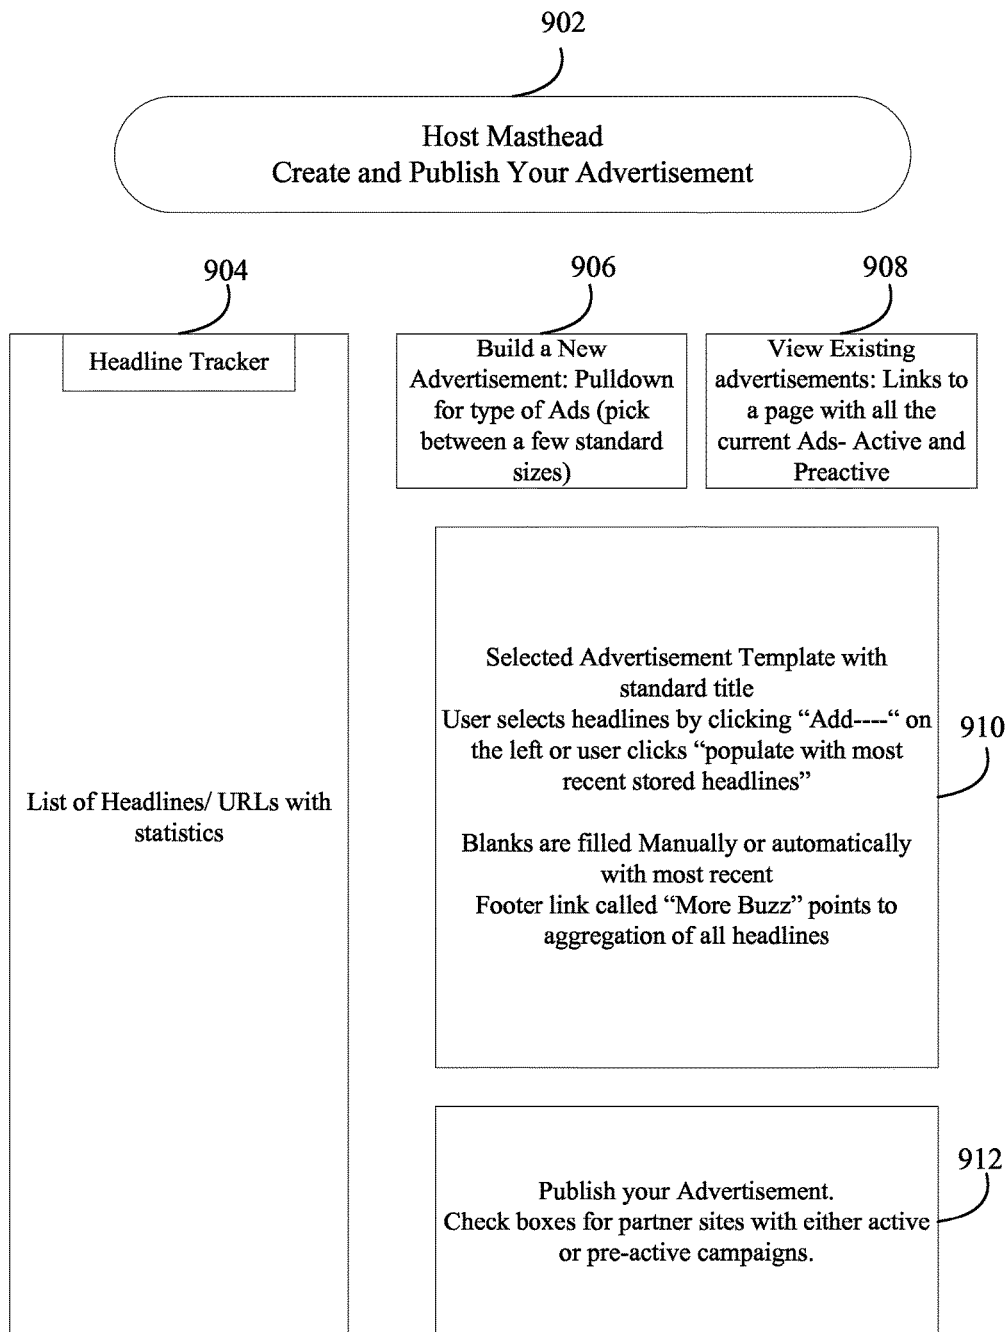 902
Host Masthead
Create and Publish Your Advertisement
904
906
908
Headline Tracker
Build a New
Advertisement: Pulldown
for type of Ads (pick
between a few standard
sizes)
View Existing
advertisements: Links to
a page with all the
current Ads- Active and
Preactive
List of Headlines/ URLs with
statistics
Selected Advertisement Template with
standard title
User selects headlines by clicking “Add----“ on
the left or user clicks “populate with most
recent stored headlines”
Blanks are filled Manually or automatically
with most recent
Footer link called “More Buzz” points to
aggregation of all headlines
910
Publish your Advertisement.
Check boxes for partner sites with either active
or pre-active campaigns.
912